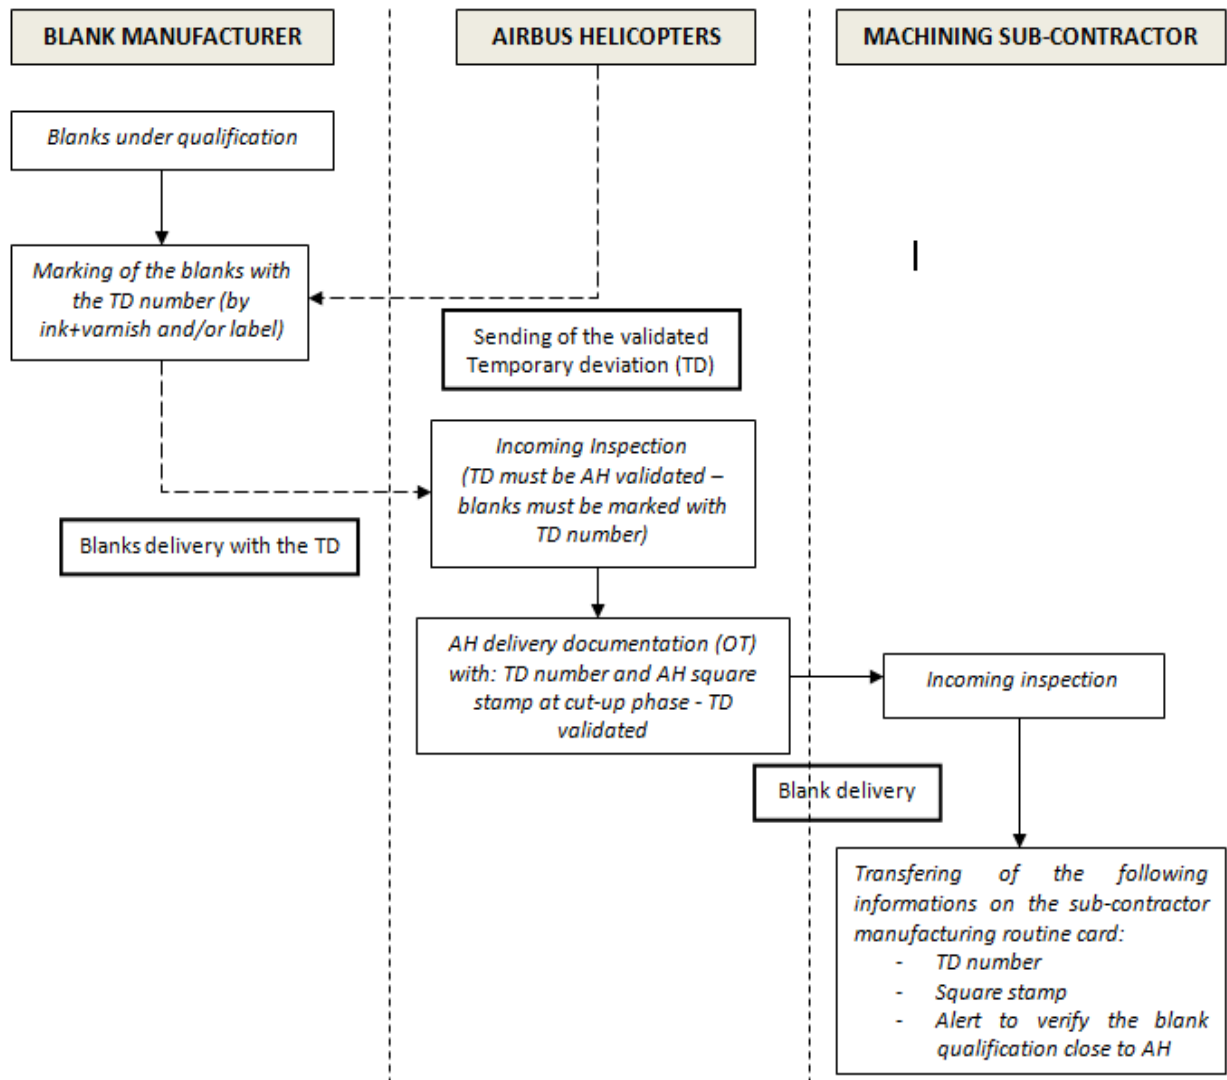 BLANK MANUFACTURER
AIRBUS HELICOPTERS
MACHINING SUB-CONTRACTOR
Blanks under qualification
Marking of the blanks with
the TD number (by
ink+varnish and/or label)
Sending of the validated
Temporary deviation (TD)
Incoming Inspection
(TD must be AH validated –
blanks must be marked with
TD number)
Blanks delivery with the TD
AH delivery documentation (OT)
with: TD number and AH square
stamp at cut-up phase - TD
validated
Incoming inspection
Blank delivery
Transfering of the following
informations on the sub-contractor
manufacturing routine card:
- TD number
- Square stamp
- Alert to verify the blank
qualification close to AH